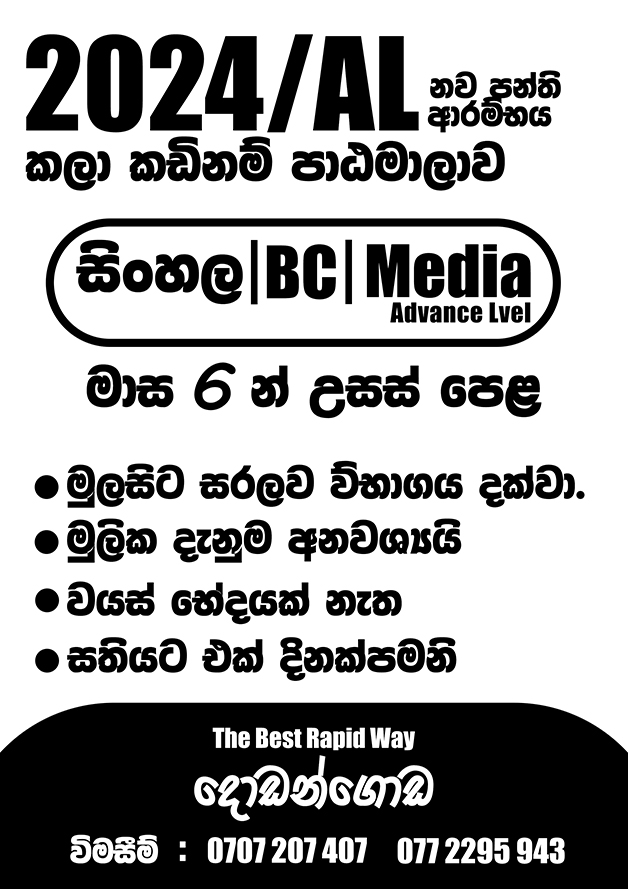 2024/AL
නව පන්ති
ආරම්භය
කලා කඩිනම් පාඨමාලාව
සිංහල|BC|Media
Advance Lvel
මාස 6 න් උසස් පෙළ
● මුලසිට සරලව විභාගය දක්වා.
● මූලික දැනුම අනවශ්‍යයි
● වයස් භේදයක් නැත
● සතියට එක් දිනක්පමනි
The Best Rapid Way
දොඩන්ගොඩ
විමසීම් : 0707 207 407 077 2295 943